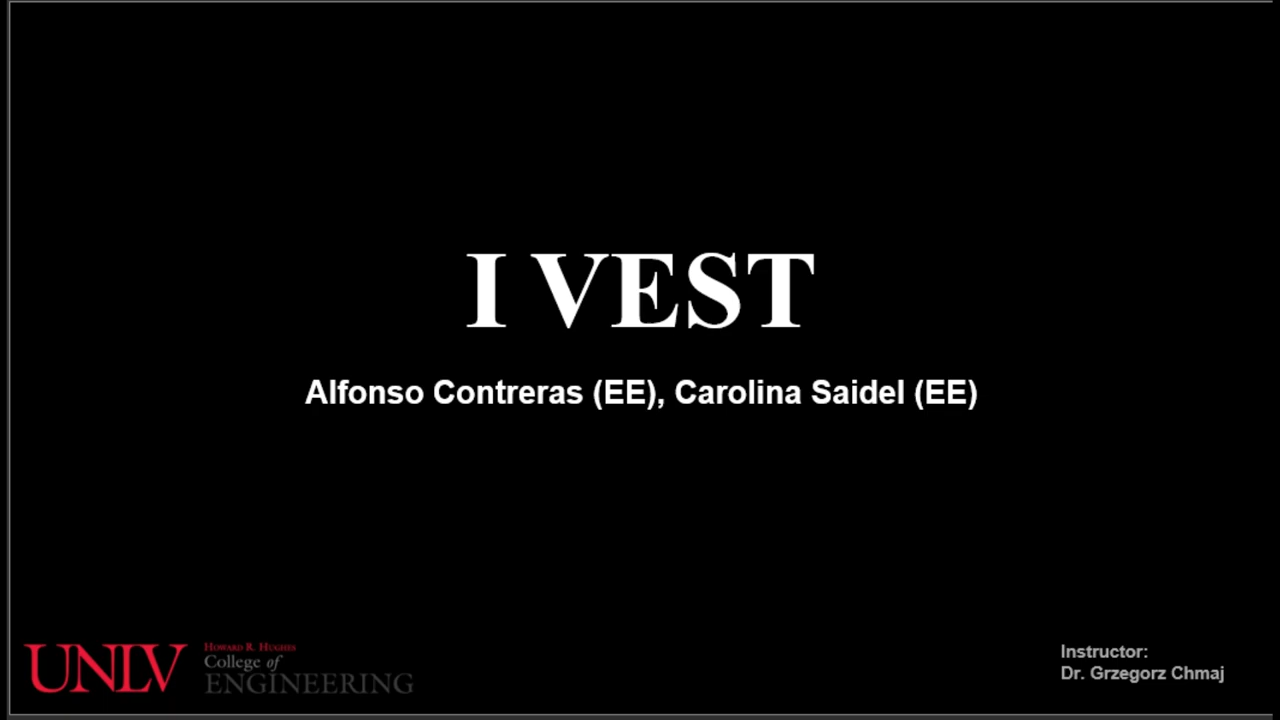 I VEST
Alfonso Contreras (EE), Carolina Saidel (EE)
UNLV
HOWARD R. HUGHES
College of
ENGINEERING
Instructor:
Dr. Grzegorz Chmaj